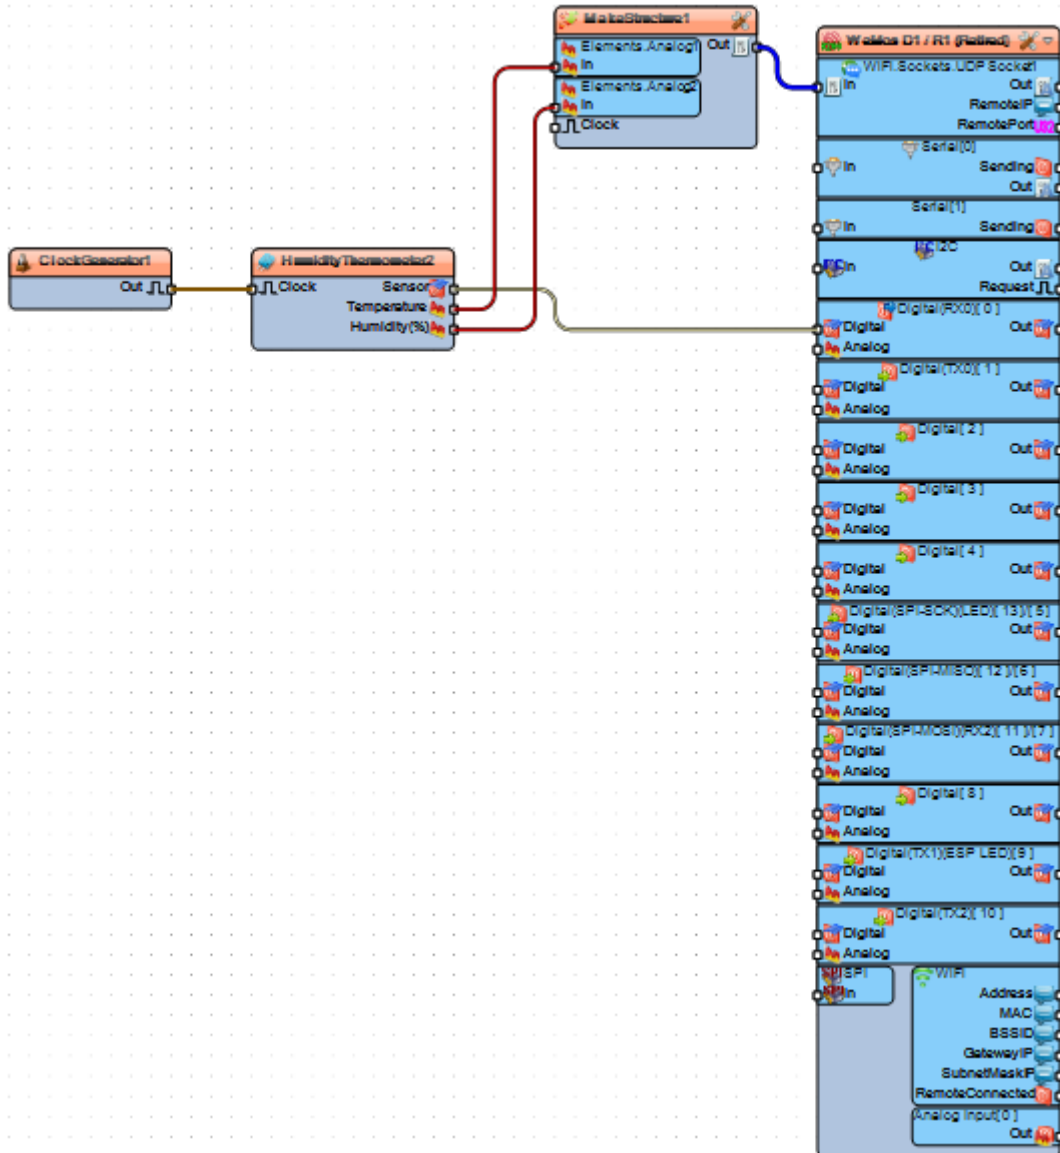 MakeStructure1
Elements.Analog1
In
Out
Elements.Analog2
In
Clock
ClockGenerator1
Out
HumidityThermometer2
Clock
Sensor
Temperature
Humidity(%)
WeMos D1 / R1 (Retired)
WiFi.Sockets.UDP Socket1
In
Out
RemoteIP
RemotePort
U32
Serial[0]
In
Sending
Out
Serial[1]
In
Sending
I2C
In
Out
Request
Digital(RX0)[ 0 ]
Digital
Out
Analog
Digital(TX0)[ 1 ]
Digital
Out
Analog
Digital[ 2 ]
Digital
Out
Analog
Digital[ 3 ]
Digital
Out
Analog
Digital[ 4 ]
Digital
Out
Analog
Digital(SPI-SCK)(LED)[ 13 ]/[ 5 ]
Digital
Out
Analog
Digital(SPI-MISO)[ 12 ]/[6 ]
Digital
Out
Analog
Digital(SPI-MOSI)(RX2)[ 11 ]/[ 7 ]
Digital
Out
Analog
Digital[ 8 ]
Digital
Out
Analog
Digital(TX1)(ESP LED)[9 ]
Digital
Out
Analog
Digital(TX2)[ 10 ]
Digital
Out
Analog
SPI
In
WiFi
Address
MAC
BSSID
GatewayIP
SubnetMaskIP
RemoteConnected
Analog Input[0 ]
Out